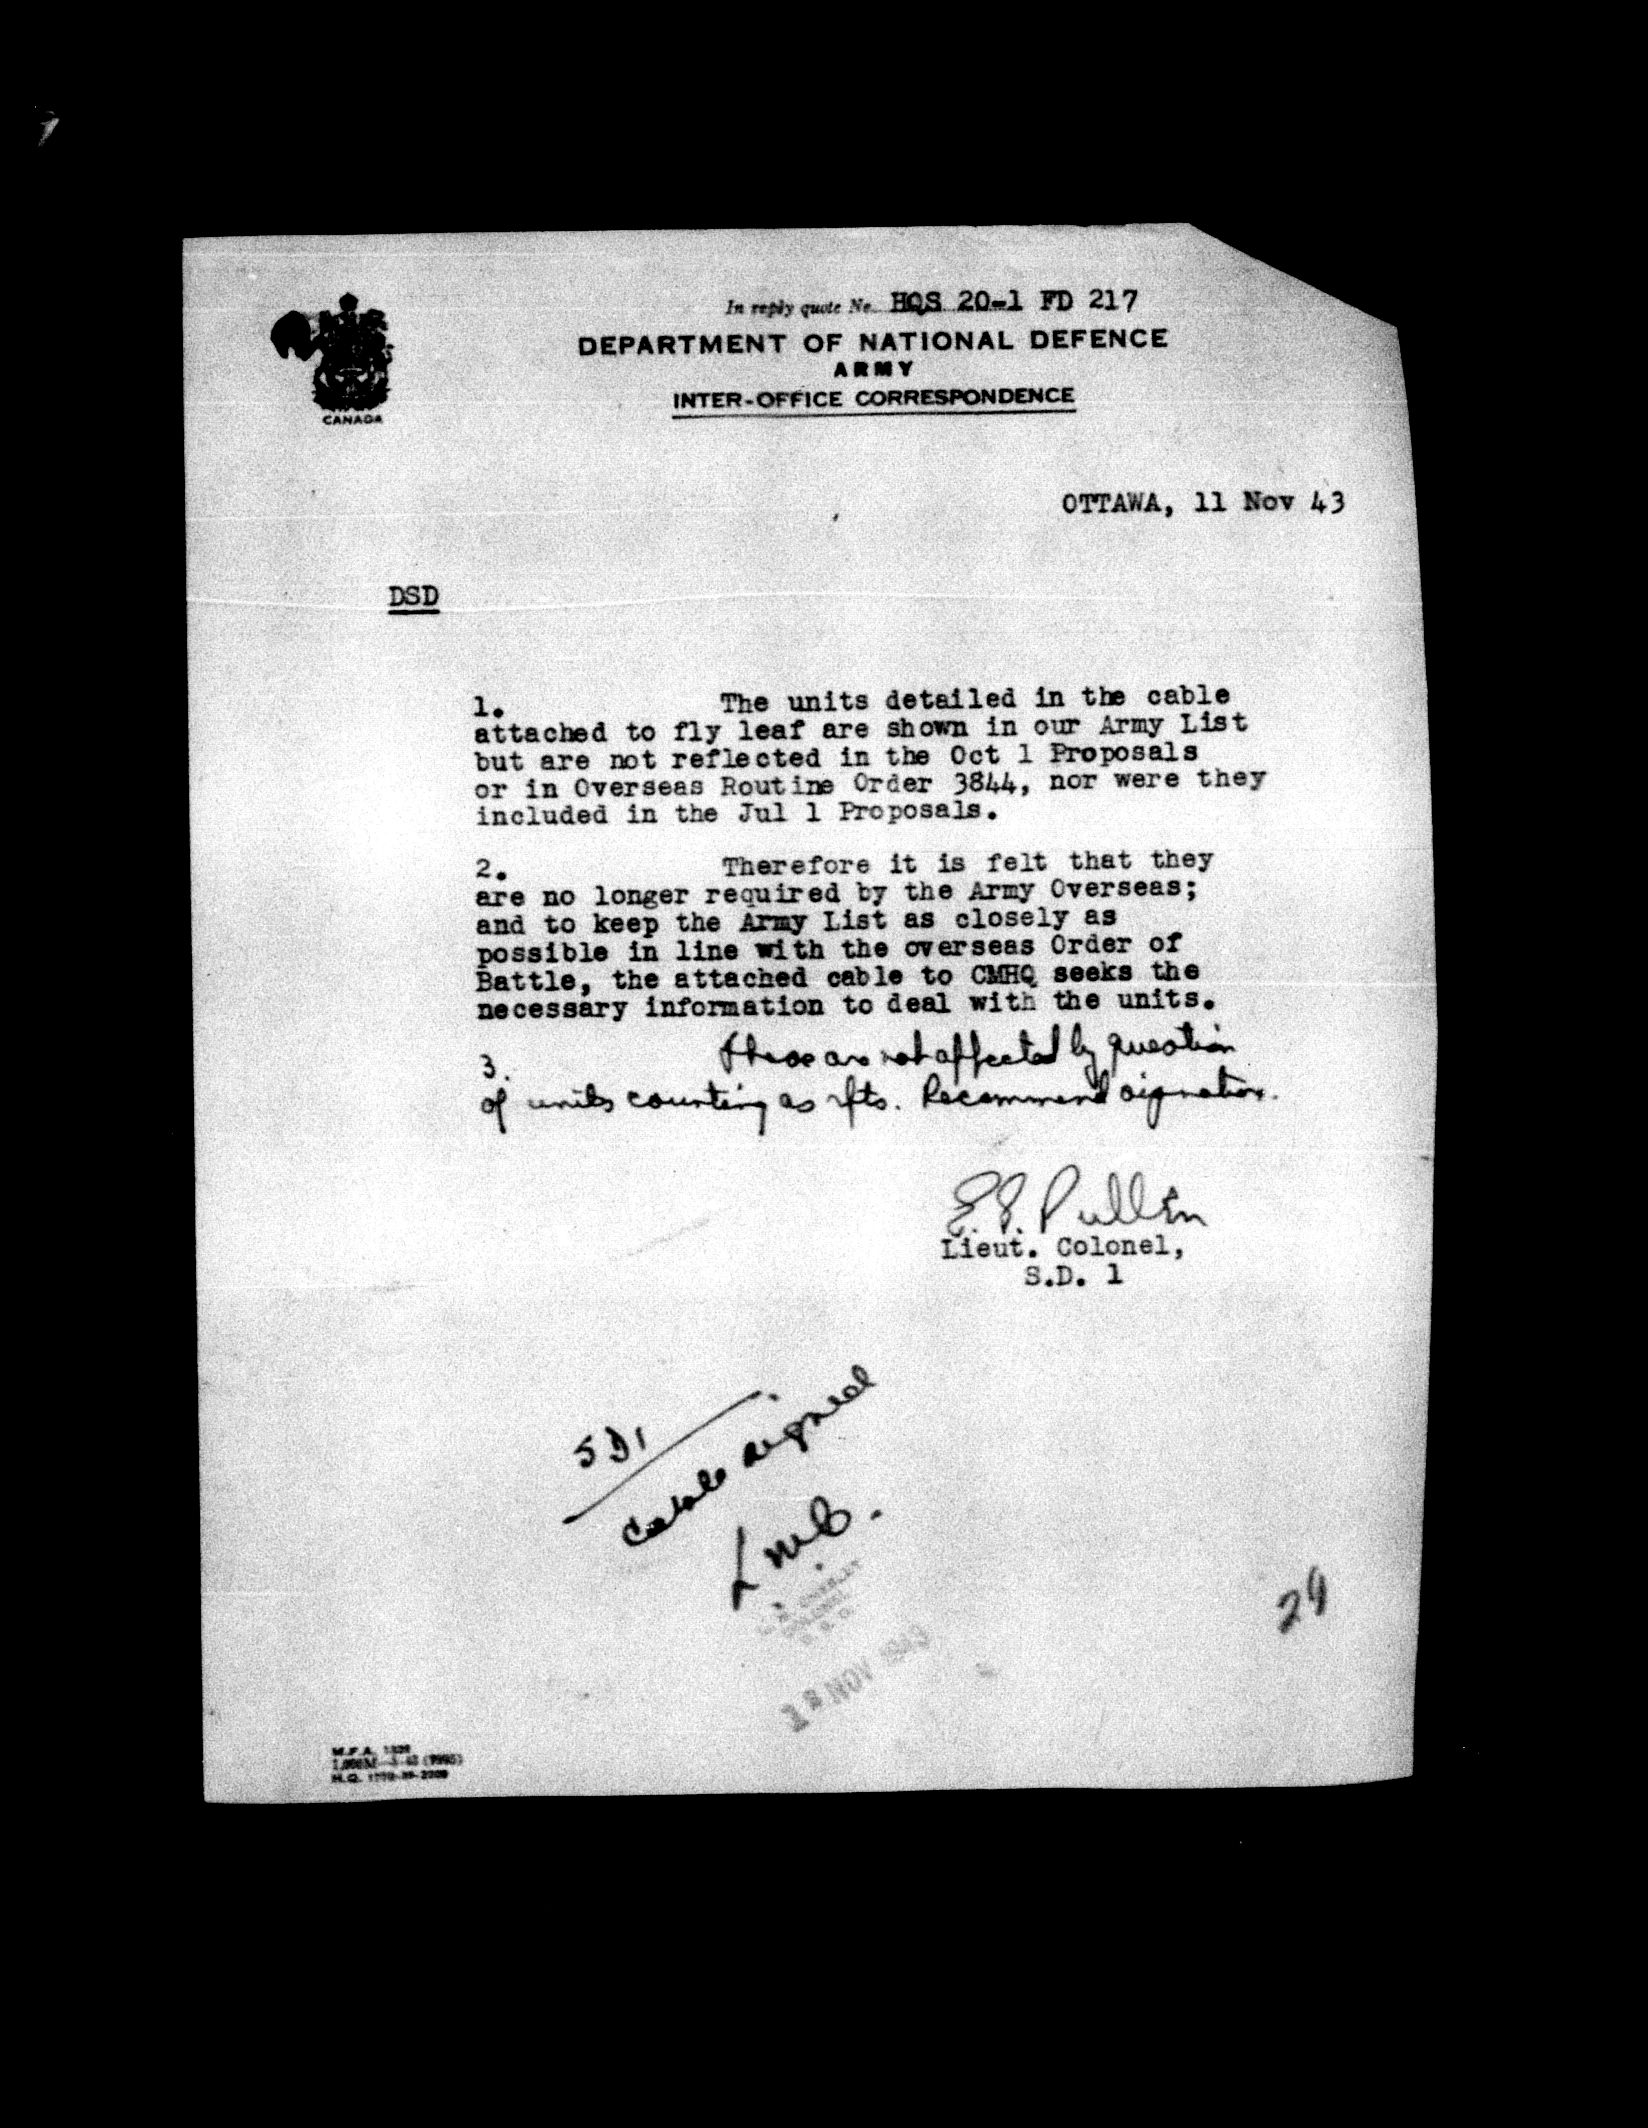 In reply quote No. HQS 20-1 FD 217
DEPARTMENT OF NATIONAL DEFENCE
ARMY
INTER-OFFICE CORRESPONDENCE
CANADA
OTTAWA, 11 Nov 43
DSD
1. The units detailed in the cable
attached to fly leaf are shown in our Army List
but are not reflected in the Oct 1 Proposals
or in Overseas Routine Order 3844, nor were they
included in the Jul 1 Proposals.
2. Therefore it is felt that they
are no longer required by the Army Overseas;
and to keep the Army List as closely as
possible in line with the overseas Order of
Battle, the attached cable to CMHQ seeks the
necessary information to deal with the units.
3. These are not affected by question
of units counting as rfts. Recommend signature.
Pullen
Lieut. Colonel,
S.D. 1
SD1
Cable signed
COLONEL
NOV
29
M.F.A.
H.Q.